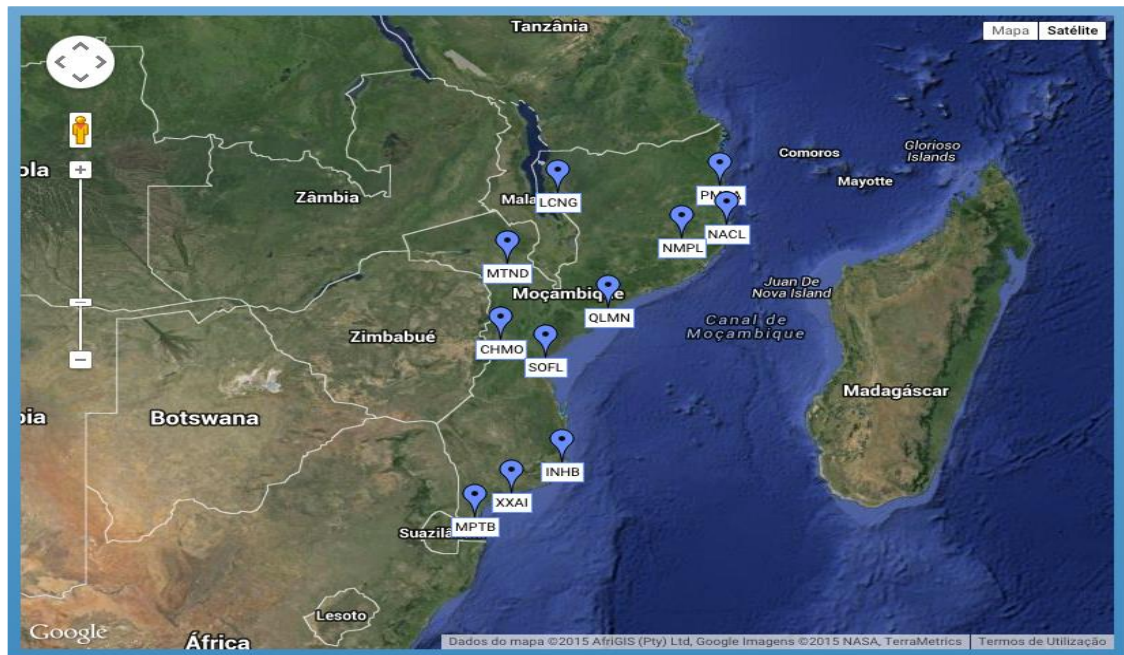 Tanzânia
Mapa
Satélite
Comoros
Glorioso
Islands
Mayotte
Zâmbia
LCNG
NACL
NMPL
MTND
Juan De
Nova Island
Moçambique
QLMN
Canal de
Moçambique
Zimbabué
CHMO
SOFL
Madagáscar
Botswana
INHB
XXAI
MPTB
Lesoto
Google
África
Dados do mapa ©2015 AfriGIS (Pty) Ltd, Google Imagens ©2015 NASA, TerraMetrics
Termos de Utilização